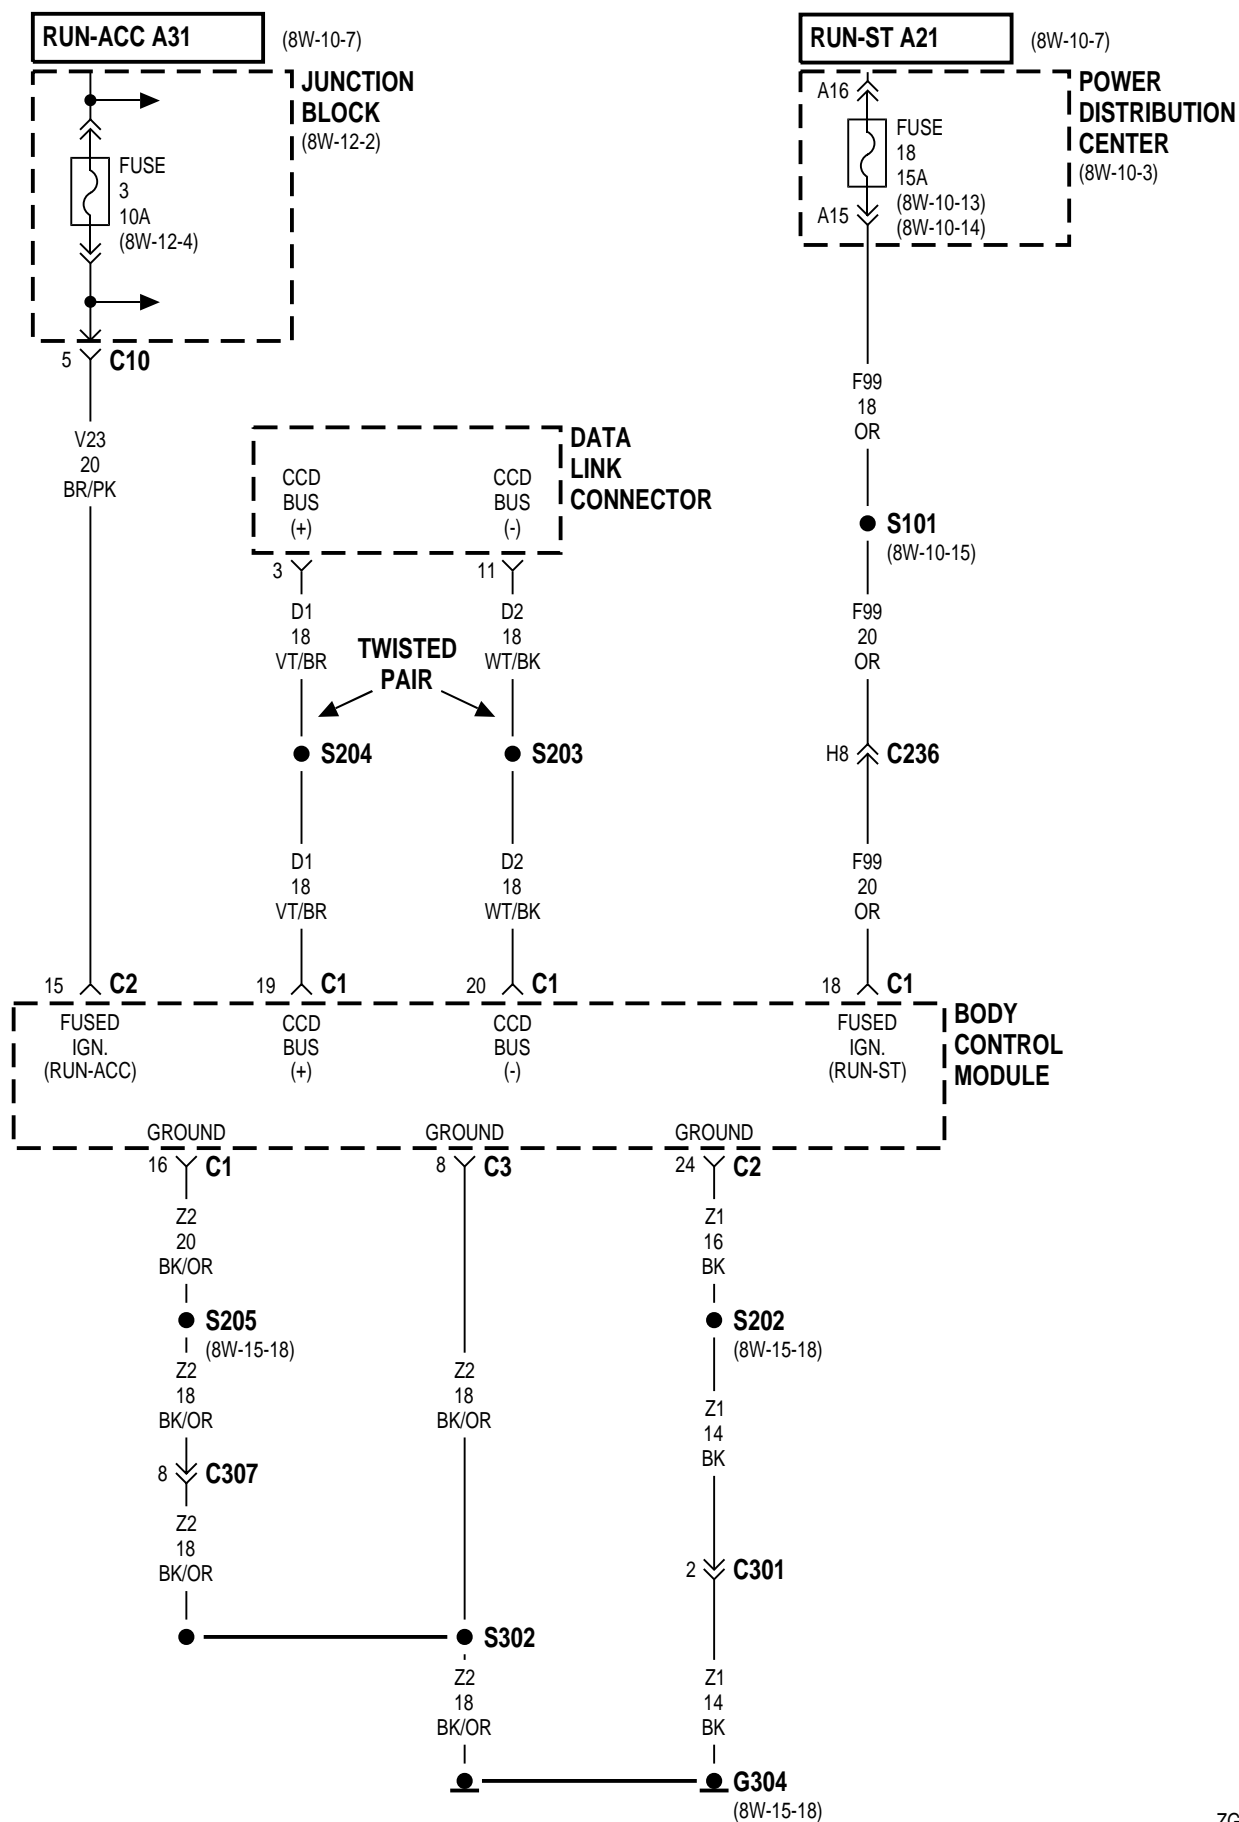 RUN-ACC A31
(8W-10-7)
JUNCTION
BLOCK
(8W-12-2)
FUSE
3
10A
(8W-12-4)
5
C10
V23
20
BR/PK
RUN-ST A21
(8W-10-7)
POWER
DISTRIBUTION
CENTER
(8W-10-3)
A16
FUSE
18
15A
(8W-10-13)
(8W-10-14)
A15
F99
18
OR
S101
(8W-10-15)
F99
20
OR
H8
C236
F99
20
OR
DATA
LINK
CONNECTOR
CCD
BUS
(+)
CCD
BUS
(-)
3
11
D1
18
VT/BR
D2
18
WT/BK
TWISTED
PAIR
S204
S203
D1
18
VT/BR
D2
18
WT/BK
15
C2
19
C1
20
C1
18
C1
BODY
CONTROL
MODULE
FUSED
IGN.
(RUN-ACC)
CCD
BUS
(+)
CCD
BUS
(-)
FUSED
IGN.
(RUN-ST)
GROUND
GROUND
GROUND
16
C1
8
C3
24
C2
Z2
20
BK/OR
S205
(8W-15-18)
Z2
18
BK/OR
8
C307
Z2
18
BK/OR
Z2
18
BK/OR
S302
Z2
18
BK/OR
Z1
16
BK
S202
(8W-15-18)
Z1
14
BK
2
C301
Z1
14
BK
G304
(8W-15-18)